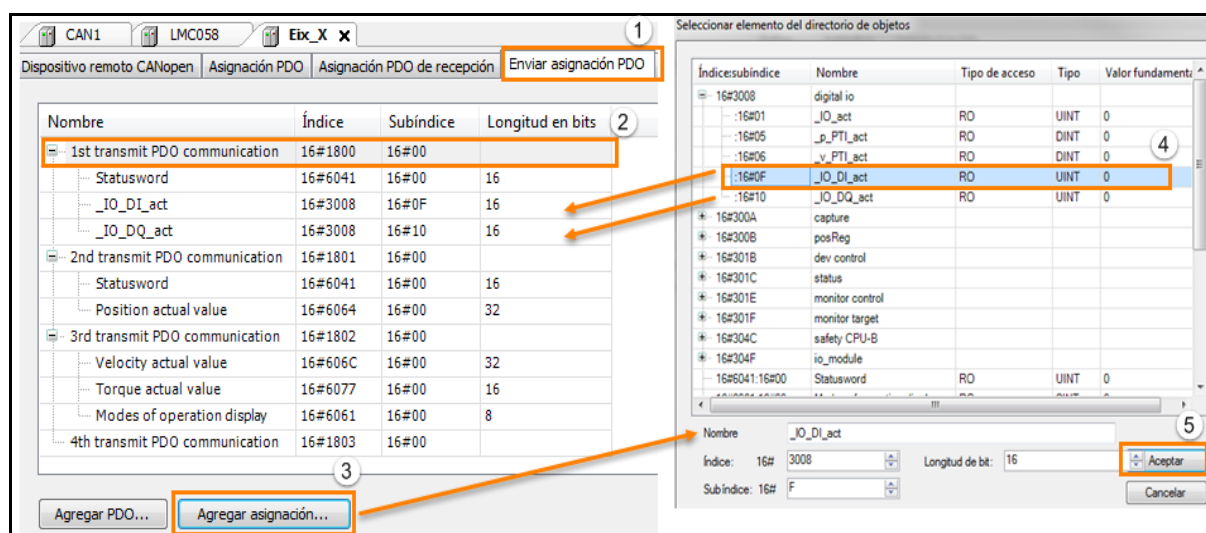 CAN1 LMC058 Eix_X x 1
Dispositivo remoto CANopen Asignación PDO Asignación PDO de recepción Enviar asignación PDO
Nombre Índice Subíndice Longitud en bits 2
1st transmit PDO communication 16#1800 16#00
Statusword 16#6041 16#00 16
_IO_DI_act 16#3008 16#0F 16
_IO_DQ_act 16#3008 16#10 16
2nd transmit PDO communication 16#1801 16#00
Statusword 16#6041 16#00 16
Position actual value 16#6064 16#00 32
3rd transmit PDO communication 16#1802 16#00
Velocity actual value 16#606C 16#00 32
Torque actual value 16#6077 16#00 16
Modes of operation display 16#6061 16#00 8
4th transmit PDO communication 16#1803 16#00
3
Agregar PDO... Agregar asignación...
Seleccionar elemento del directorio de objetos
Índice:subíndice Nombre Tipo de acceso Tipo Valor fundamenta
16#3008 digital io
:16#01 _IO_act RO UINT 0
:16#05 _p_PTI_act RO DINT 0
:16#06 _v_PTI_act RO DINT 0
4
:16#0F _IO_DI_act RO UINT 0
:16#10 _IO_DQ_act RO UINT 0
16#300A capture
16#300B posReg
16#301B dev control
16#301C status
16#301E monitor control
16#301F monitor target
16#304C safety CPU-B
16#304F io_module
16#6041:16#00 Statusword RO UINT 0
5
Nombre _IO_DI_act
Índice: 16# 3008 Longitud de bit: 16 Aceptar
Subíndice: 16# F Cancelar